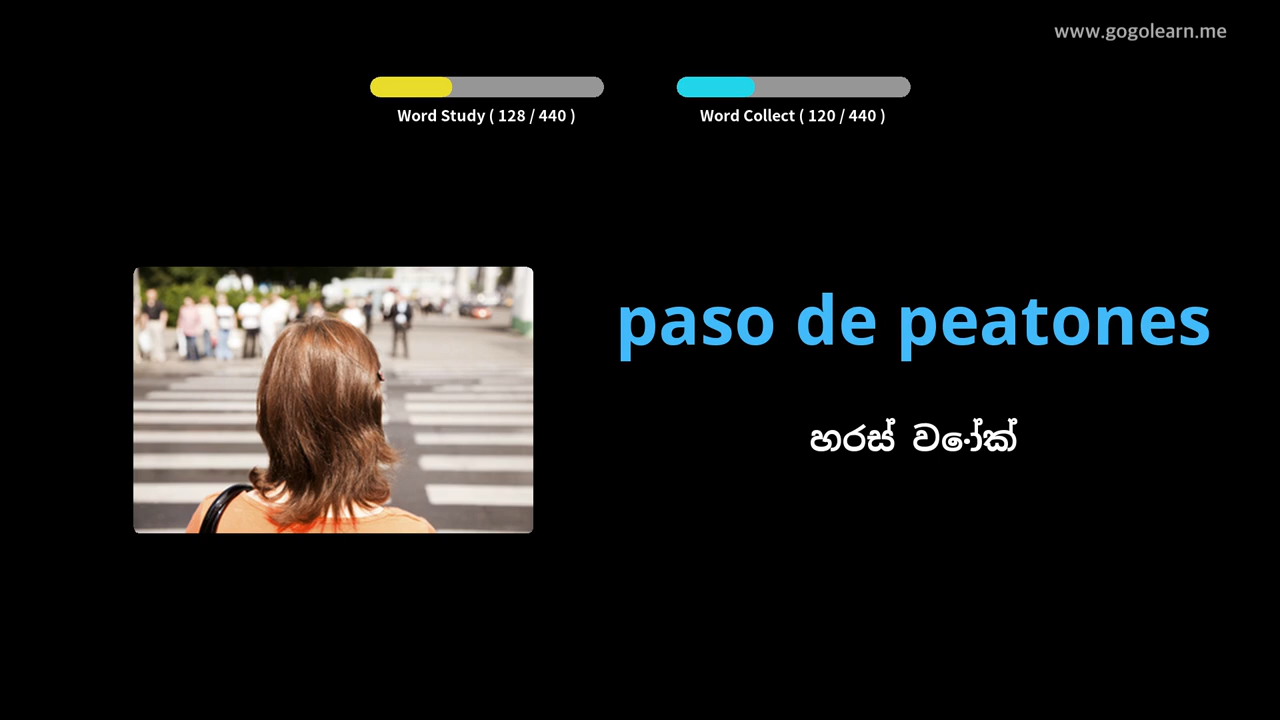 www.gogolearn.me
Word Study ( 128 / 440 )
Word Collect ( 120 / 440 )
paso de peatones
හරස් වෝක්